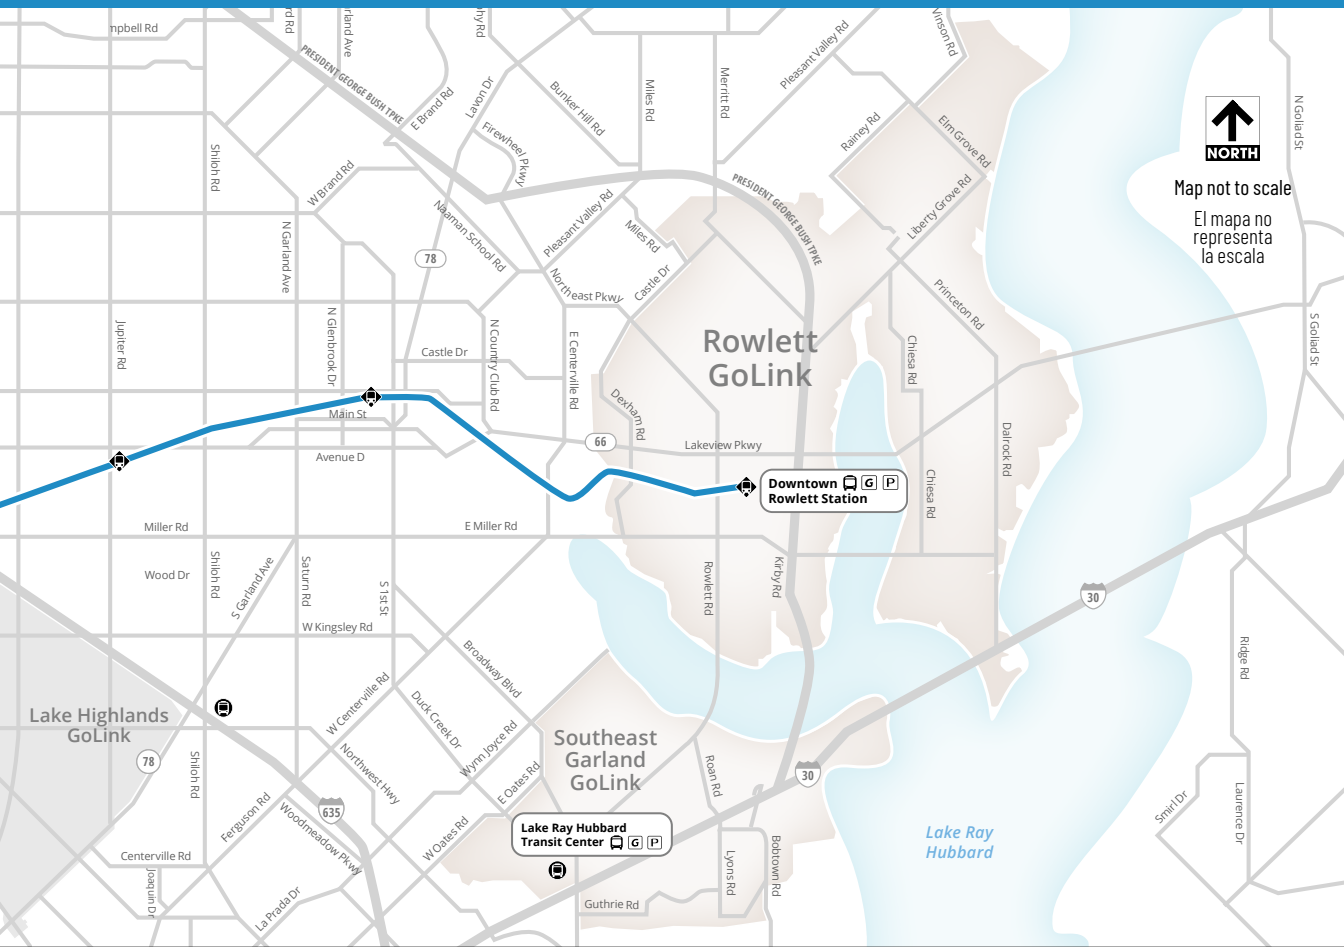 mpbell Rd
rd Rd
rland Ave
phy Rd
PRESIDENT GEORGE BUSH TPKE
E Brand Rd
Lavon Dr
Bunker Hill Rd
Miles Rd
Merritt Rd
Pleasant Valley Rd
Vinson Rd
Firewheel Pkwy
Rainey Rd
Elm Grove Rd
N Goliad St
NORTH
Map not to scale
El mapa no
representa
la escala
Shiloh Rd
W Brand Rd
Naaman School Rd
Pleasant Valley Rd
Miles Rd
PRESIDENT GEORGE BUSH TPKE
Liberty Grove Rd
N Garland Ave
78
Northeast Pkwy
Castle Dr
Princeton Rd
Jupiter Rd
N Glenbrook Dr
Castle Dr
N Country Club Rd
E Centerville Rd
Rowlett
GoLink
Chiesa Rd
S Goliad St
Main St
Dexham Rd
66
Lakeview Pkwy
Dalrock Rd
Avenue D
Downtown G P
Rowlett Station
Chiesa Rd
Miller Rd
E Miller Rd
Wood Dr
Shiloh Rd
S Garland Ave
Saturn Rd
S 1st St
Rowlett Rd
Kirby Rd
30
W Kingsley Rd
Broadway Blvd
Ridge Rd
Lake Highlands
GoLink
W Centerville Rd
Duck Creek Dr
Wynn Joyce Rd
Southeast
Garland
GoLink
78
Shiloh Rd
Northwest Hwy
E Oates Rd
Roan Rd
30
Ferguson Rd
Woodmeadow Pkwy
635
W Oates Rd
Lake Ray Hubbard
Transit Center G P
Lake Ray
Hubbard
Smirl Dr
Laurence Dr
Centerville Rd
Joaquin Dr
La Prada Dr
Guthrie Rd
Lyons Rd
Bobtown Rd